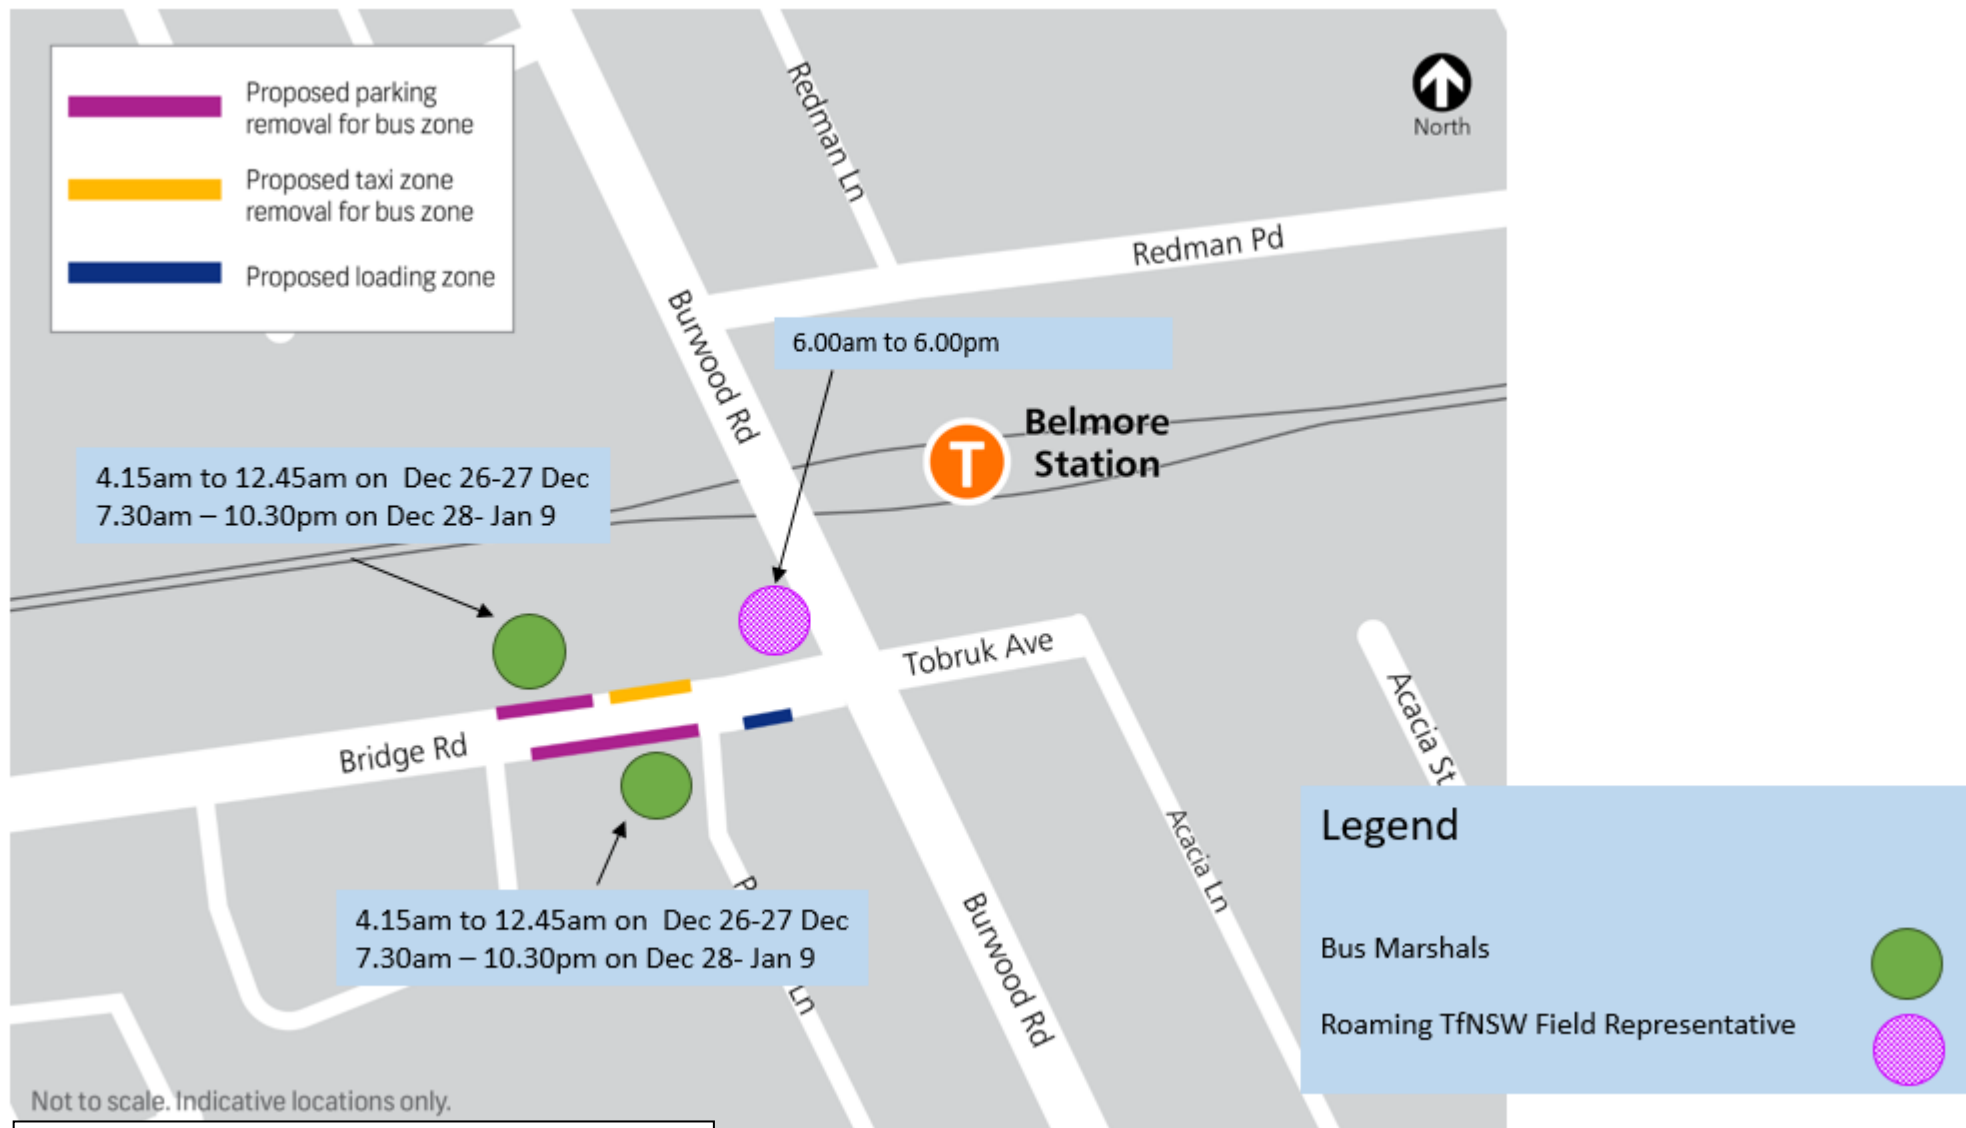 Proposed parking
removal for bus zone
Proposed taxi zone
removal for bus zone
Proposed loading zone
North
Redman Ln
Redman Pd
Burwood Rd
6.00am to 6.00pm
T
Belmore
Station
4.15am to 12.45am on  Dec 26-27 Dec
7.30am – 10.30pm on Dec 28- Jan 9
Tobruk Ave
Bridge Rd
Acacia St
Acacia Ln
4.15am to 12.45am on  Dec 26-27 Dec
7.30am – 10.30pm on Dec 28- Jan 9
Ln
Burwood Rd
Legend
Bus Marshals
Roaming TfNSW Field Representative
Not to scale. Indicative locations only.